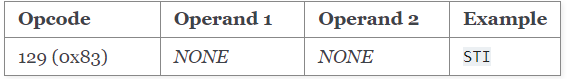 Opcode Operand 1 Operand 2 Example
129 (0x83) NONE NONE STI